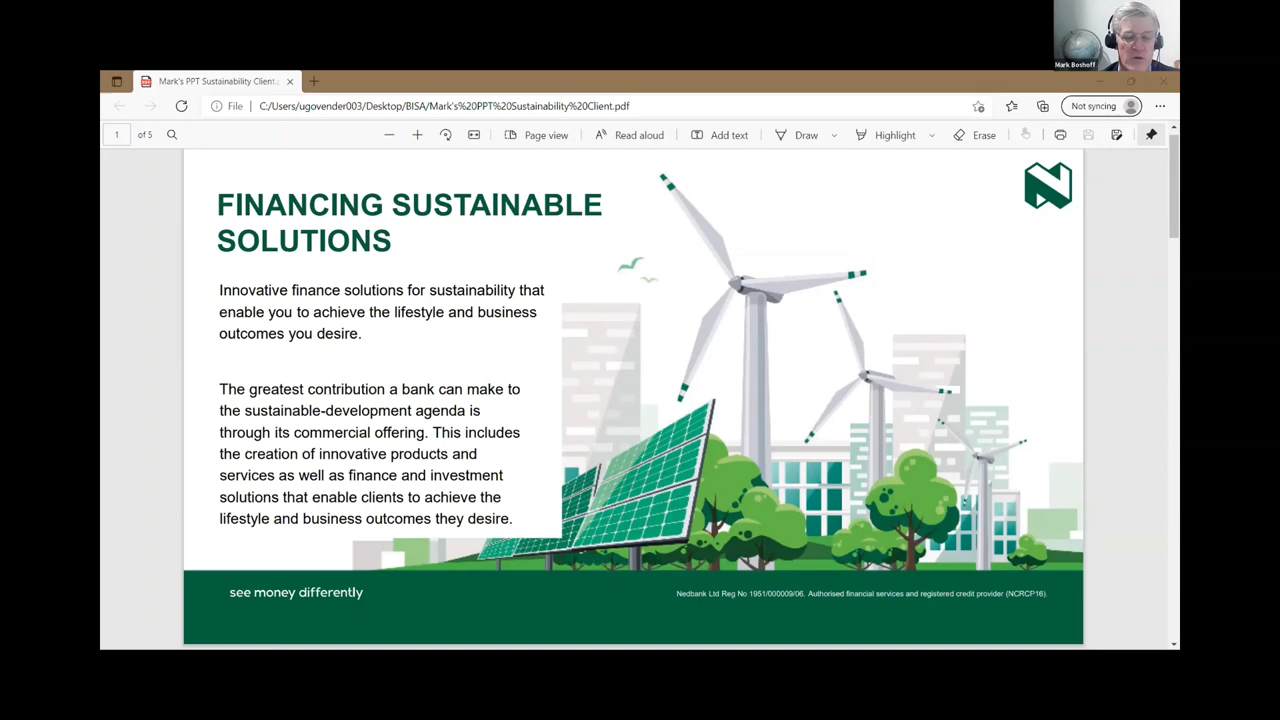 Mark Boshoff
Mark's PPT Sustainability Client.
File C:/Users/ugovender003/Desktop/BISA/Mark's%20PPT%20Sustainability%20Client.pdf Not syncing
1 of 5 Page view Read aloud Add text Draw Highlight Erase
FINANCING SUSTAINABLE
SOLUTIONS
Innovative finance solutions for sustainability that
enable you to achieve the lifestyle and business
outcomes you desire.
The greatest contribution a bank can make to
the sustainable-development agenda is
through its commercial offering. This includes
the creation of innovative products and
services as well as finance and investment
solutions that enable clients to achieve the
lifestyle and business outcomes they desire.
see money differently
Nedbank Ltd Reg No 1951/000009/06. Authorised financial services and registered credit provider (NCRCP16).